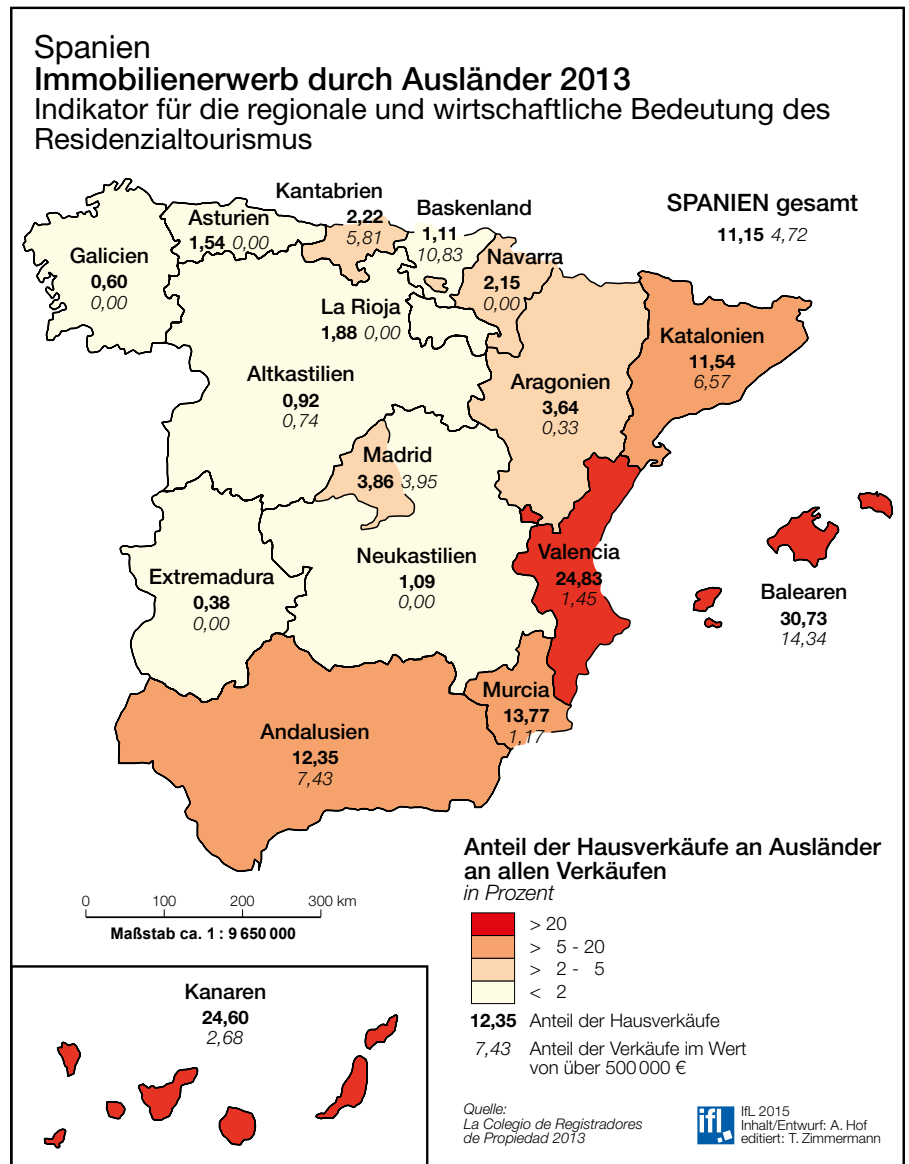 Spanien
Immobilienerwerb durch Ausländer 2013
Indikator für die regionale und wirtschaftliche Bedeutung des
Residenzialtourismus
Kantabrien
2,22
5,81
Baskenland
1,11
10,83
SPANIEN gesamt
11,15 4,72
Asturien
1,54 0,00
Galicien
0,60
0,00
Navarra
2,15
0,00
La Rioja
1,88 0,00
Katalonien
11,54
6,57
Altkastilien
0,92
0,74
Aragonien
3,64
0,33
Madrid
3,86 3,95
Neukastilien
1,09
0,00
Valencia
24,83
1,45
Extremadura
0,38
0,00
Balearen
30,73
14,34
Murcia
13,77
1,17
Andalusien
12,35
7,43
0 100 200 300 km
Maßstab ca. 1 : 9 650 000
Anteil der Hausverkäufe an Ausländer
an allen Verkäufen
in Prozent
> 20
> 5 - 20
> 2 - 5
< 2
12,35 Anteil der Hausverkäufe
7,43 Anteil der Verkäufe im Wert
von über 500 000 €
Kanaren
24,60
2,68
Quelle:
La Colegio de Registradores
de Propiedad 2013
ifl
IfL 2015
Inhalt/Entwurf: A. Hof
editiert: T. Zimmermann